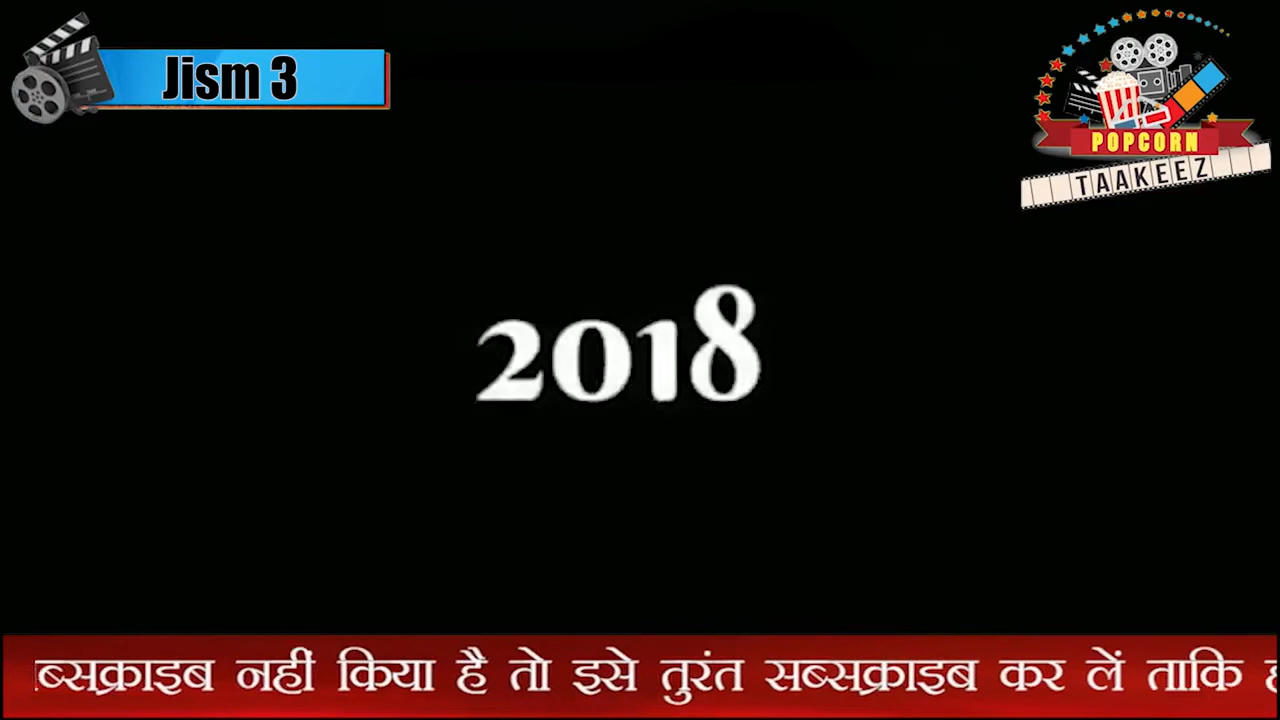 Jism 3
POPCORN
TAAKEEZ
2018
नहीं किया है तो इसे तुरंत सब्सक्राइब कर लें ताकि